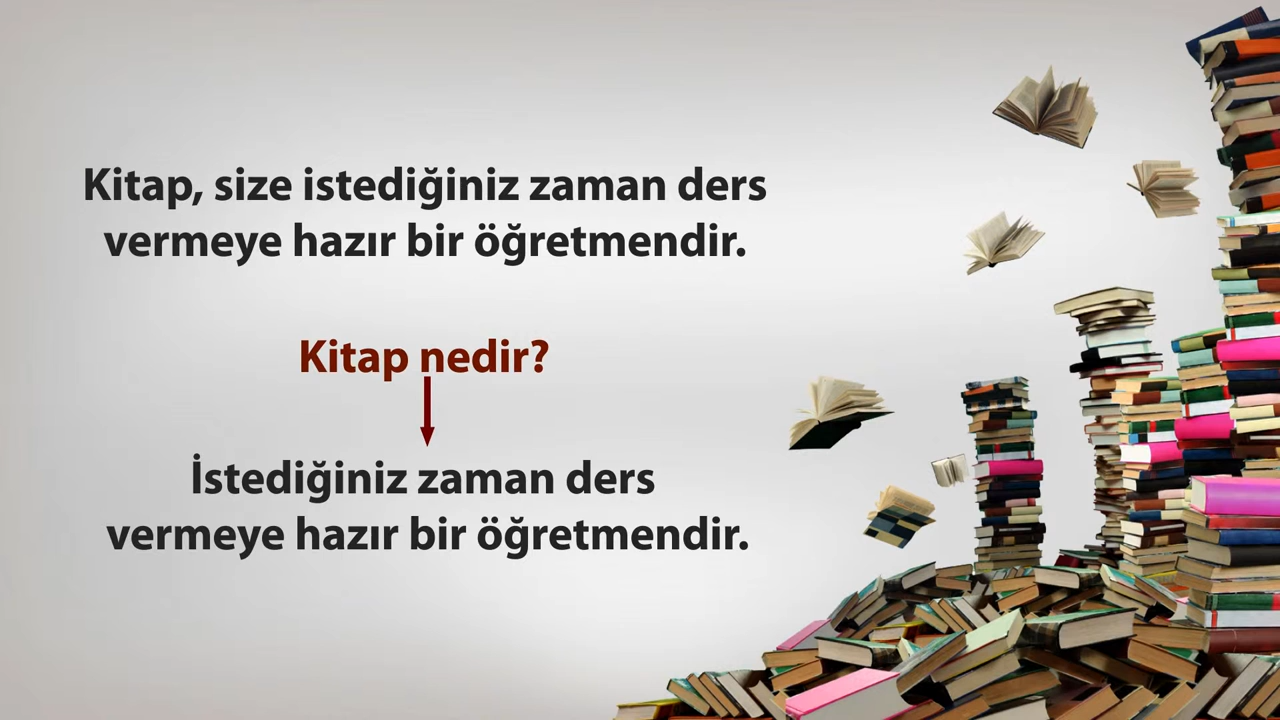 Kitap, size istediğiniz zaman ders
vermeye hazır bir öğretmendir.
Kitap nedir?
İstediğiniz zaman ders
vermeye hazır bir öğretmendir.